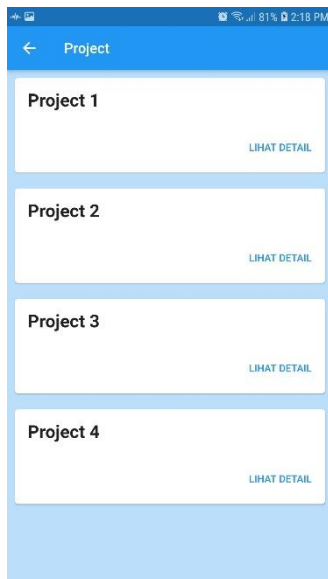 81% 2:18 PM
Project
Project 1
LIHAT DETAIL
Project 2
LIHAT DETAIL
Project 3
LIHAT DETAIL
Project 4
LIHAT DETAIL